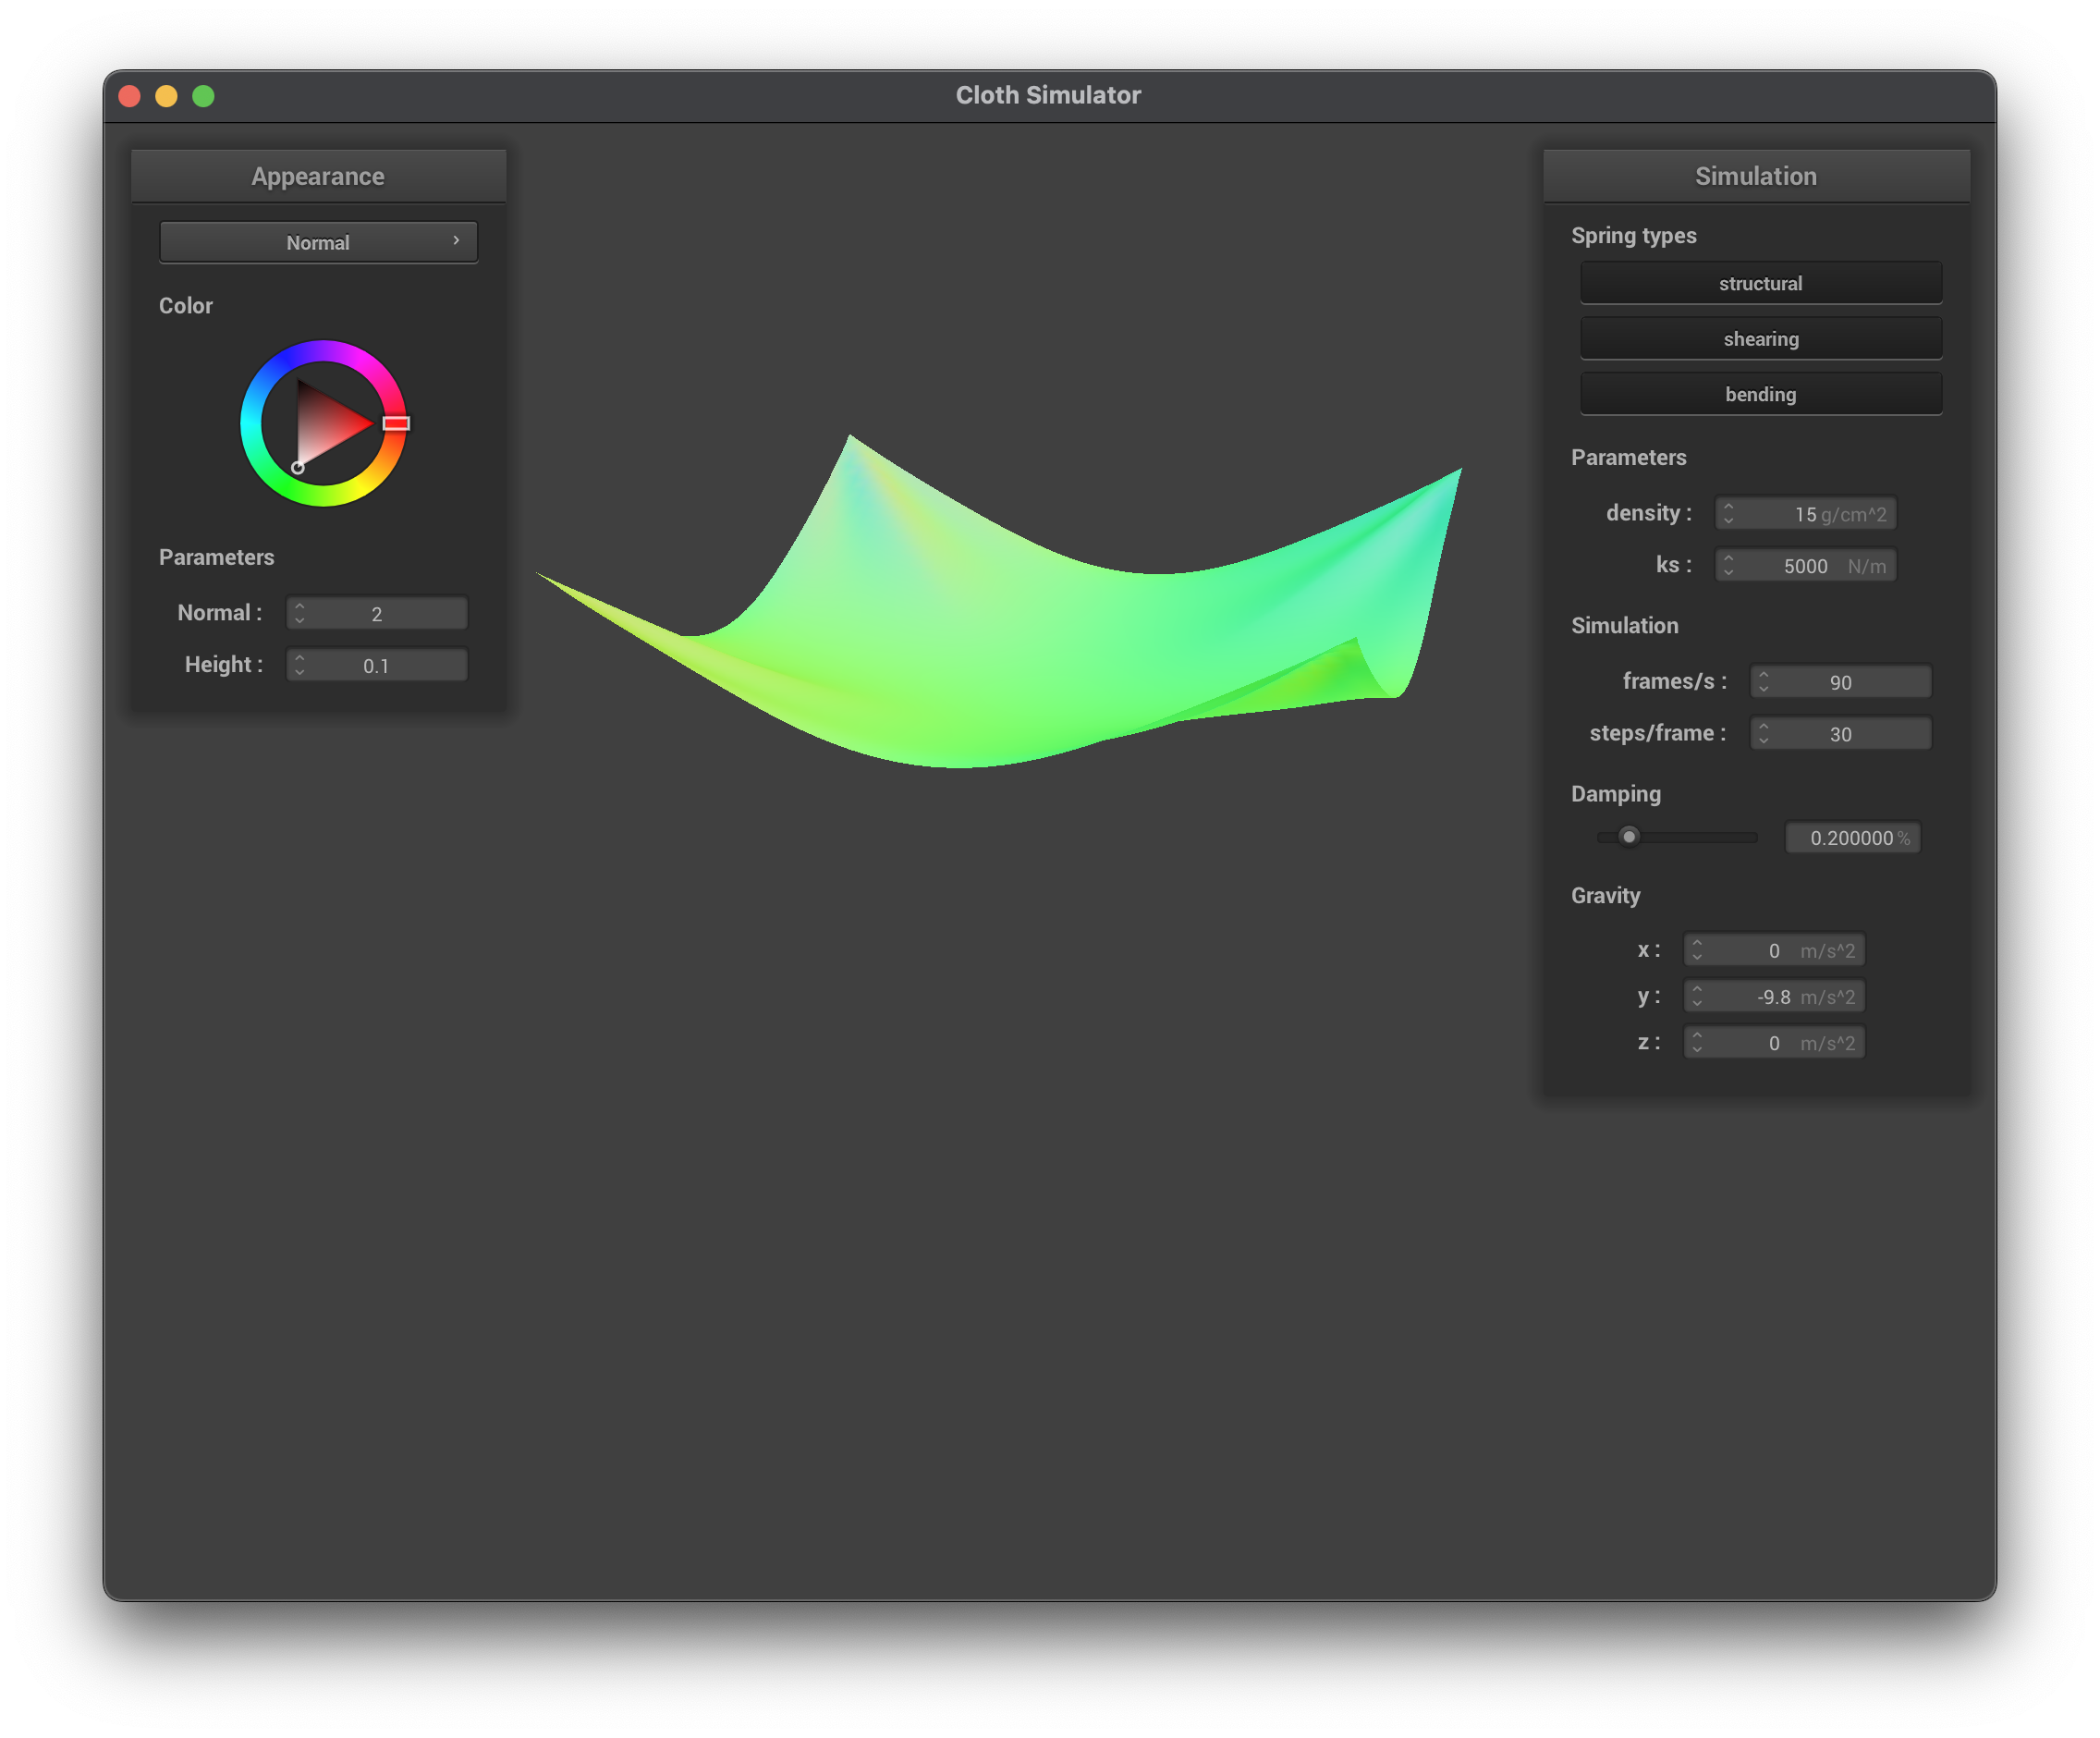 Cloth Simulator
Appearance
Normal
Color
Parameters
Normal : 2
Height : 0.1
Simulation
Spring types
structural
shearing
bending
Parameters
density : 15 g/cm^2
ks : 5000 N/m
Simulation
frames/s : 90
steps/frame : 30
Damping
0.200000 %
Gravity
x : 0 m/s^2
y : -9.8 m/s^2
z : 0 m/s^2